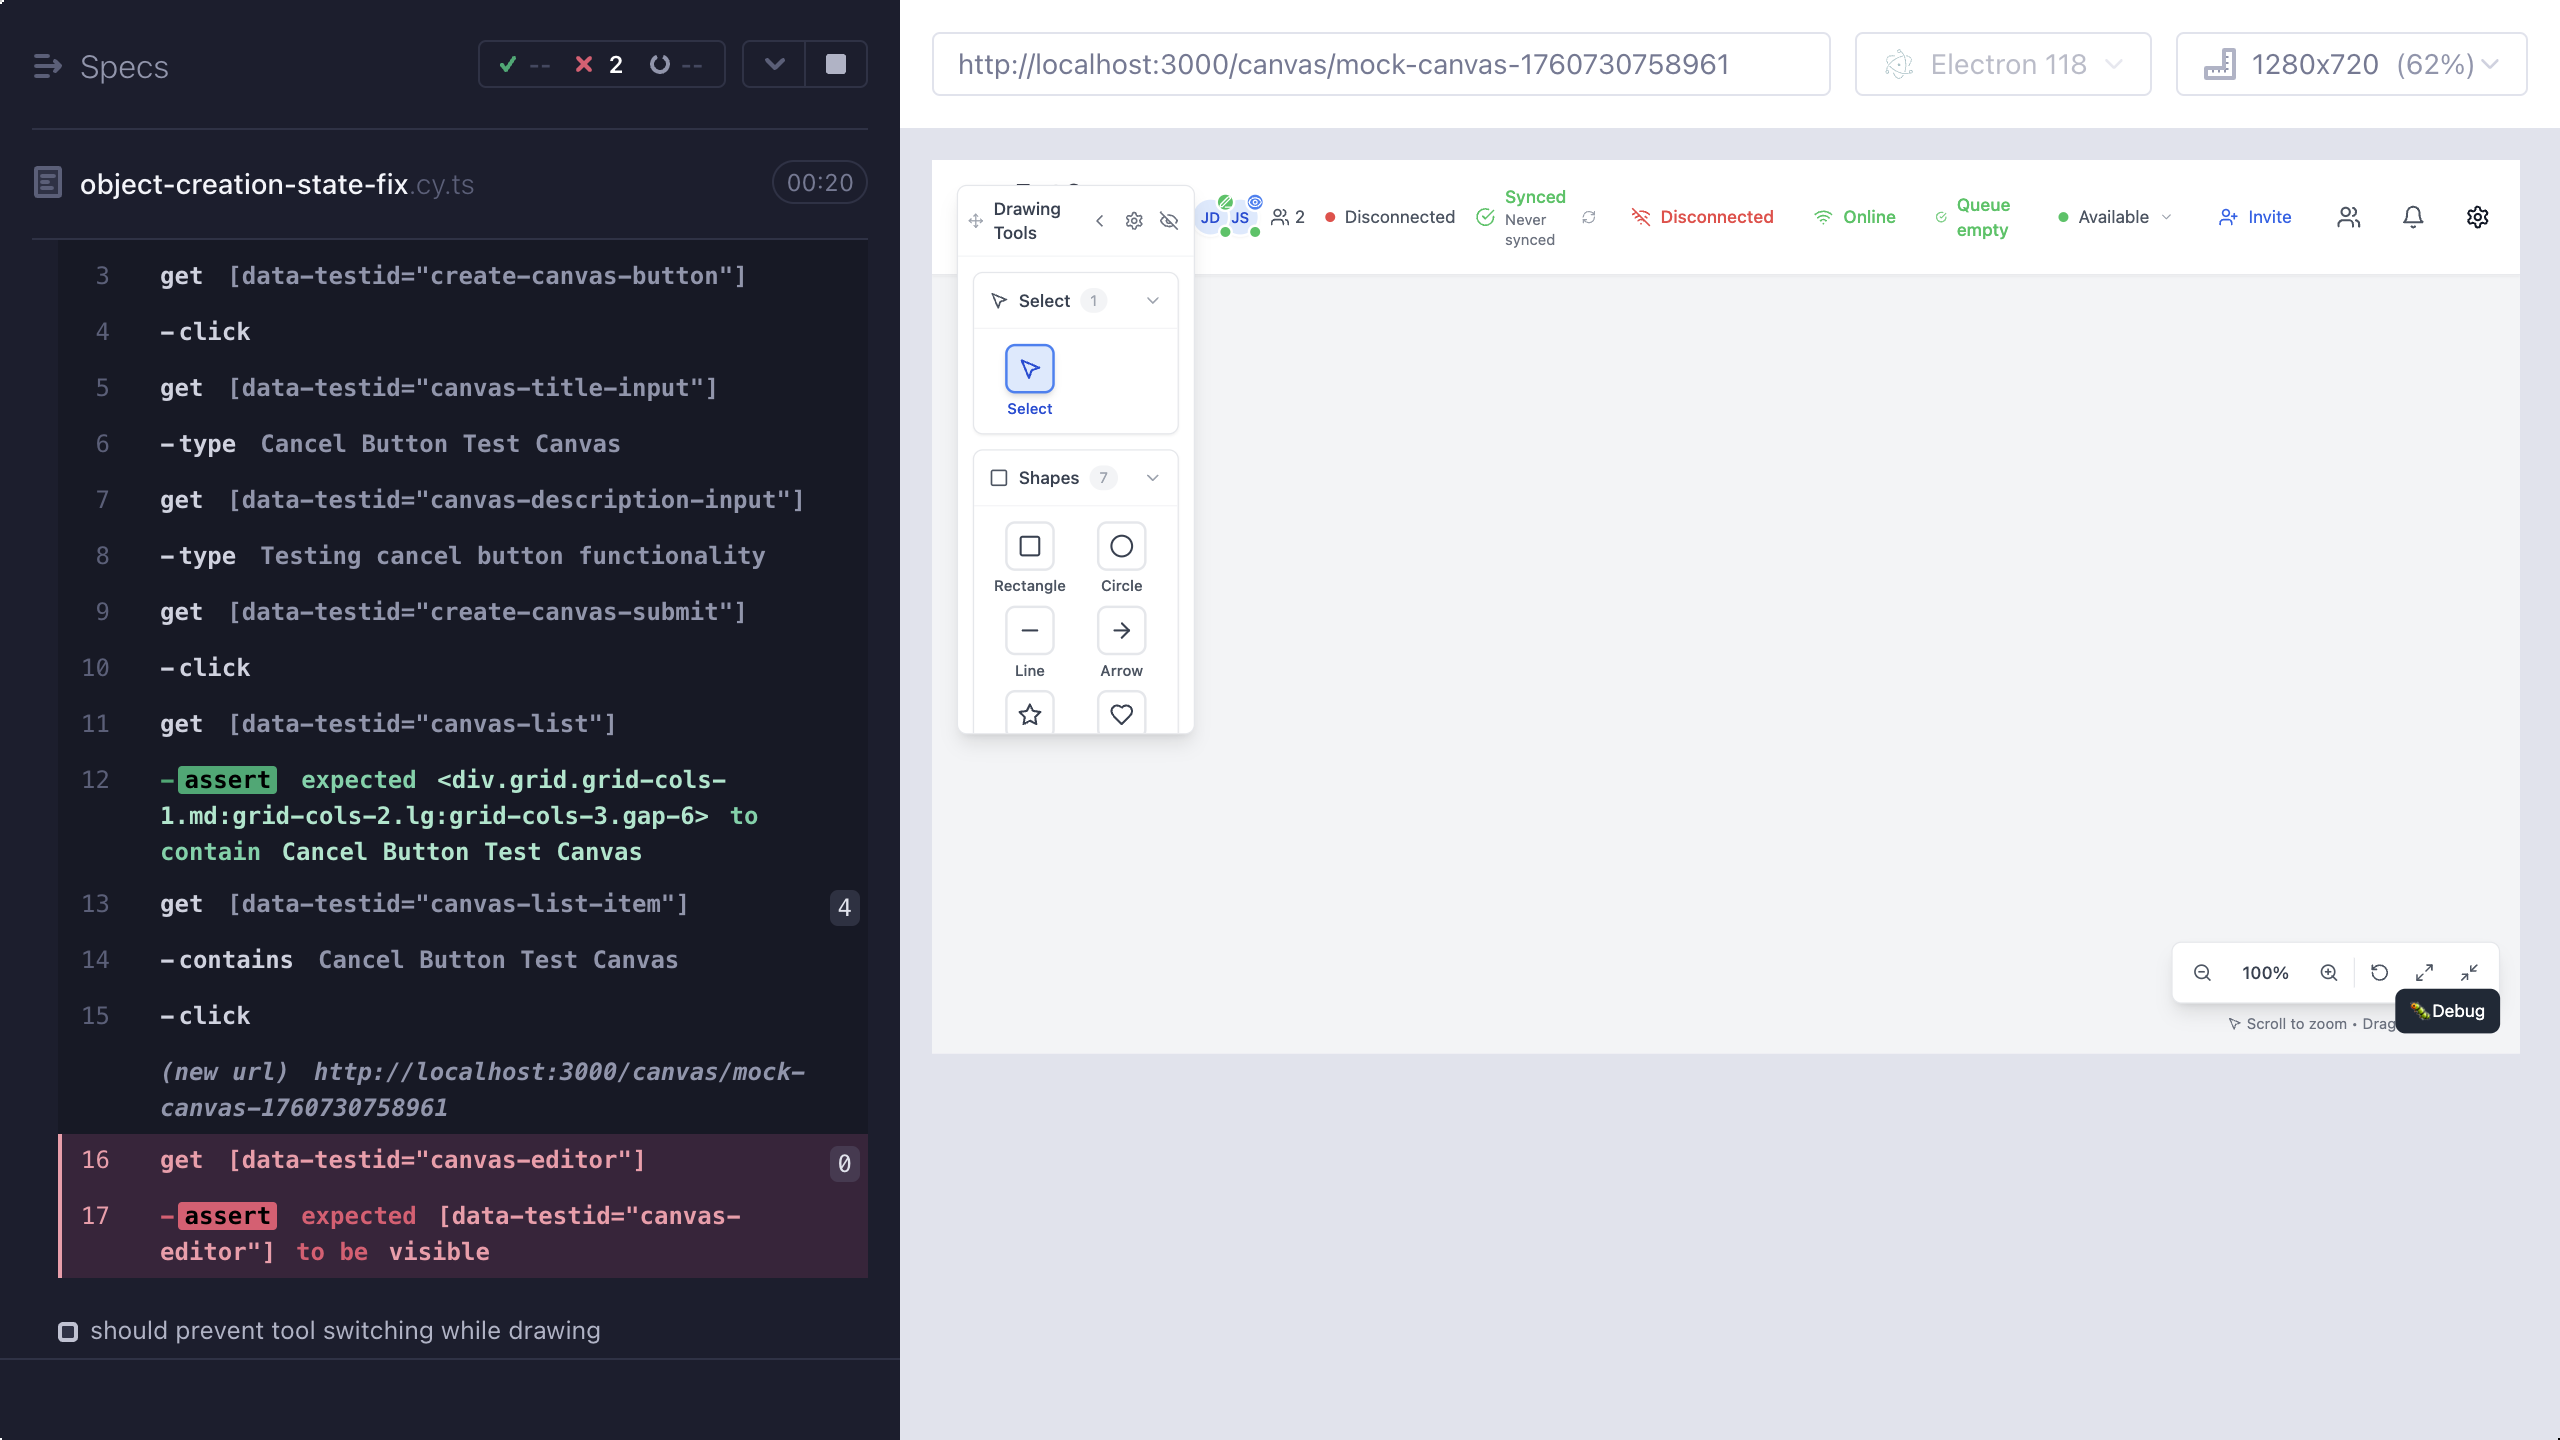 Specs
-- 2 --
object-creation-state-fix.cy.ts
00:20
3 get [data-testid="create-canvas-button"]
4 -click
5 get [data-testid="canvas-title-input"]
6 -type Cancel Button Test Canvas
7 get [data-testid="canvas-description-input"]
8 -type Testing cancel button functionality
9 get [data-testid="create-canvas-submit"]
10 -click
11 get [data-testid="canvas-list"]
12 -assert expected <div.grid.grid-cols-
1.md:grid-cols-2.lg:grid-cols-3.gap-6> to
contain Cancel Button Test Canvas
13 get [data-testid="canvas-list-item"] 4
14 -contains Cancel Button Test Canvas
15 -click
(new url) http://localhost:3000/canvas/mock-
canvas-1760730758961
16 get [data-testid="canvas-editor"] 0
17 -assert expected [data-testid="canvas-
editor"] to be visible
should prevent tool switching while drawing
http://localhost:3000/canvas/mock-canvas-1760730758961
Electron 118
1280x720 (62%)
Drawing
Tools
JD JS 2
Disconnected
Synced
Never
synced
Disconnected
Online
Queue
empty
Available
Invite
Select 1
Select
Shapes 7
Rectangle Circle
Line Arrow
100%
Debug
Scroll to zoom • Drag